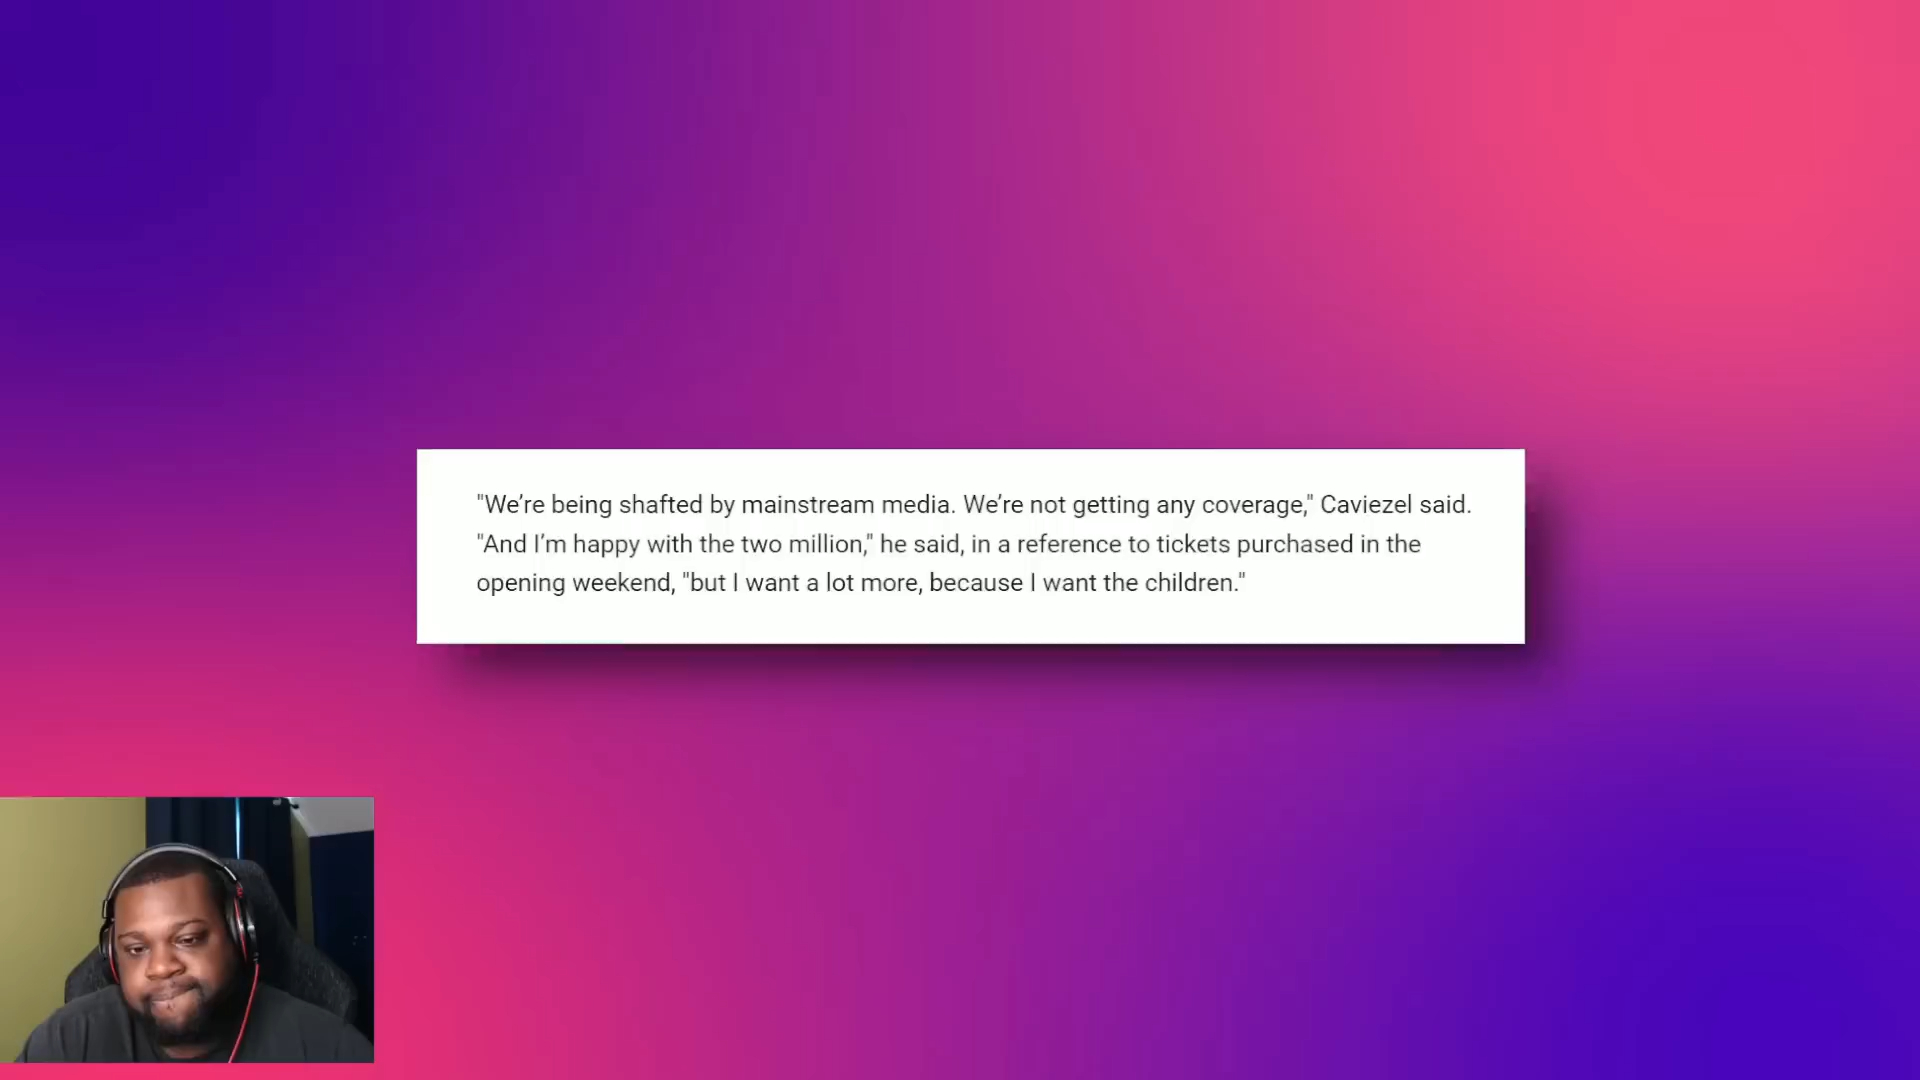 "We’re being shafted by mainstream media. We’re not getting any coverage," Caviezel said.
"And I’m happy with the two million," he said, in a reference to tickets purchased in the
opening weekend, "but I want a lot more, because I want the children."